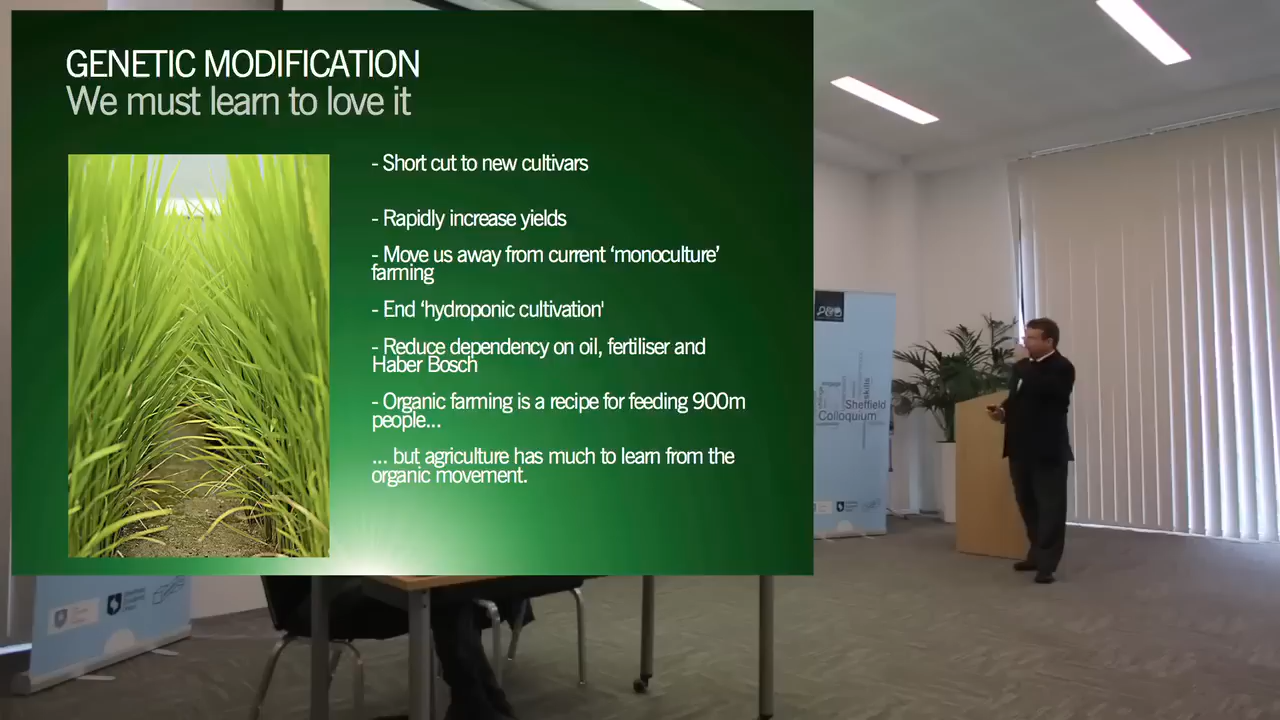 GENETIC MODIFICATION
We must learn to love it
- Short cut to new cultivars
- Rapidly increase yields
- Move us away from current ‘monoculture’
farming
- End ‘hydroponic cultivation'
- Reduce dependency on oil, fertiliser and
Haber Bosch
- Organic farming is a recipe for feeding 900m
people...
... but agriculture has much to learn from the
organic movement.
skills
Sheffield
Colloquium